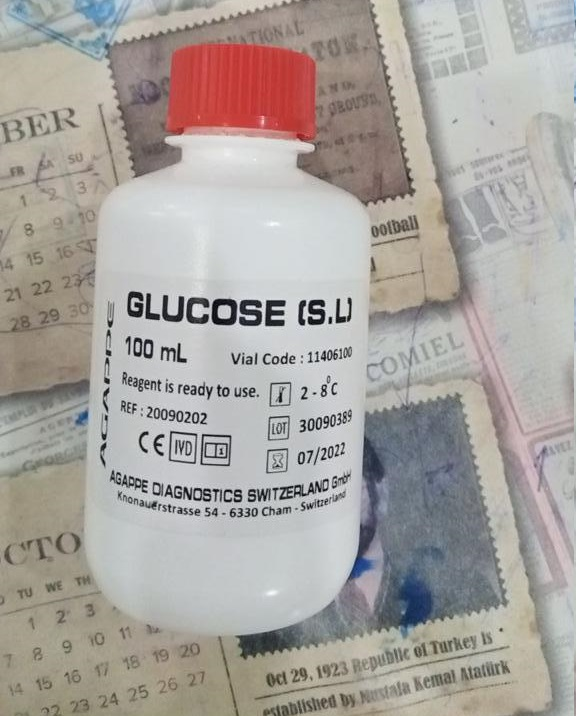 GLUCOSE (S.L)
100 mL
Vial Code : 11406100
Reagent is ready to use.
2 - 8°C
REF : 20090202
LOT 30090389
CE IVD
07/2022
AGAPPE
AGAPPE DIAGNOSTICS SWITZERLAND GmbH
Knonauerstrasse 54 - 6330 Cham - Switzerland
BER
FR SA SU
1 2 3
8 9 10
14 15 16
21 22 23
28 29 30
ootball
COMIEL
CTO
TU WE TH
1 2 3
7 8 9 10 11
14 15 16 17 18 19 20
22 23 24 25 26 27
Oct 29, 1923 Republic of Turkey is
established by Mustafa Kemal Atatürk